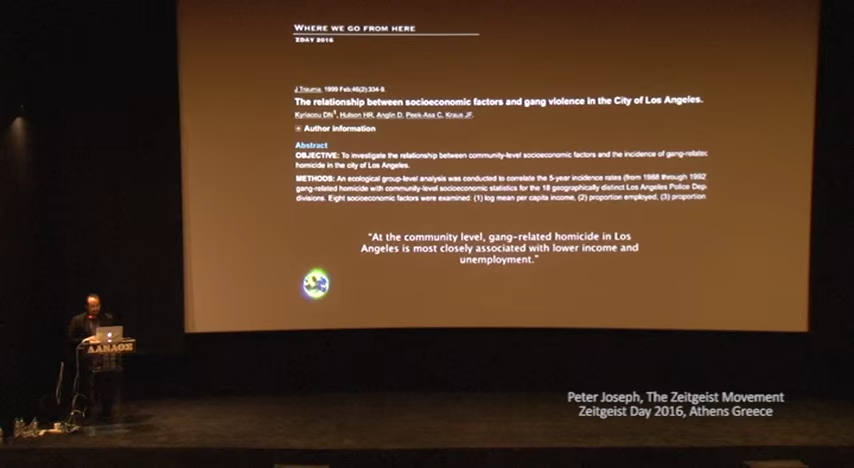 WHERE WE GO FROM HERE
ZDAY 2016
J Trauma. 1999 Feb;46(2):334-9.
The relationship between socioeconomic factors and gang violence in the City of Los Angeles.
Kyriacou DN1, Hutson HR, Anglin D, Peek-Asa C, Kraus JF.
Author information
Abstract
OBJECTIVE: To investigate the relationship between community-level socioeconomic factors and the incidence of gang-related
homicide in the city of Los Angeles.
METHODS: An ecological group-level analysis was conducted to correlate the 5-year incidence rates (from 1988 through 1992
gang-related homicide with community-level socioeconomic statistics for the 18 geographically distinct Los Angeles Police Dep
divisions. Eight socioeconomic factors were examined: (1) log mean per capita income, (2) proportion employed, (3) proportion
"At the community level, gang-related homicide in Los
Angeles is most closely associated with lower income and
unemployment."
Peter Joseph, The Zeitgeist Movement
Zeitgeist Day 2016, Athens Greece